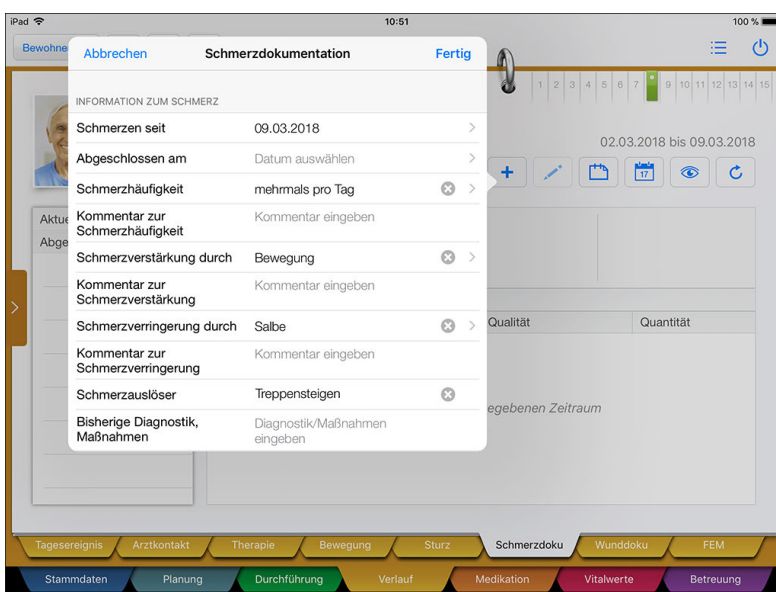 iPad 10:51 100 %
Bewohne
Abbrechen Schmerzdokumentation Fertig
1 2 3 4 5 6 7 9 10 11 12 13 14 15
INFORMATION ZUM SCHMERZ
Schmerzen seit 09.03.2018
02.03.2018 bis 09.03.2018
Abgeschlossen am Datum auswählen
17
Schmerzhäufigkeit mehrmals pro Tag
Kommentar zur Schmerzhäufigkeit Kommentar eingeben
Aktue
Abge
Schmerzverstärkung durch Bewegung
Kommentar zur Schmerzverstärkung Kommentar eingeben
Schmerzverringerung durch Salbe
Qualität Quantität
Kommentar zur Schmerzverringerung Kommentar eingeben
Schmerzauslöser Treppensteigen
egebenen Zeitraum
Bisherige Diagnostik, Maßnahmen Diagnostik/Maßnahmen eingeben
Tagesereignis Arztkontakt Therapie Bewegung Sturz Schmerzdoku Wunddoku FEM
Stammdaten Planung Durchführung Verlauf Medikation Vitalwerte Betreuung